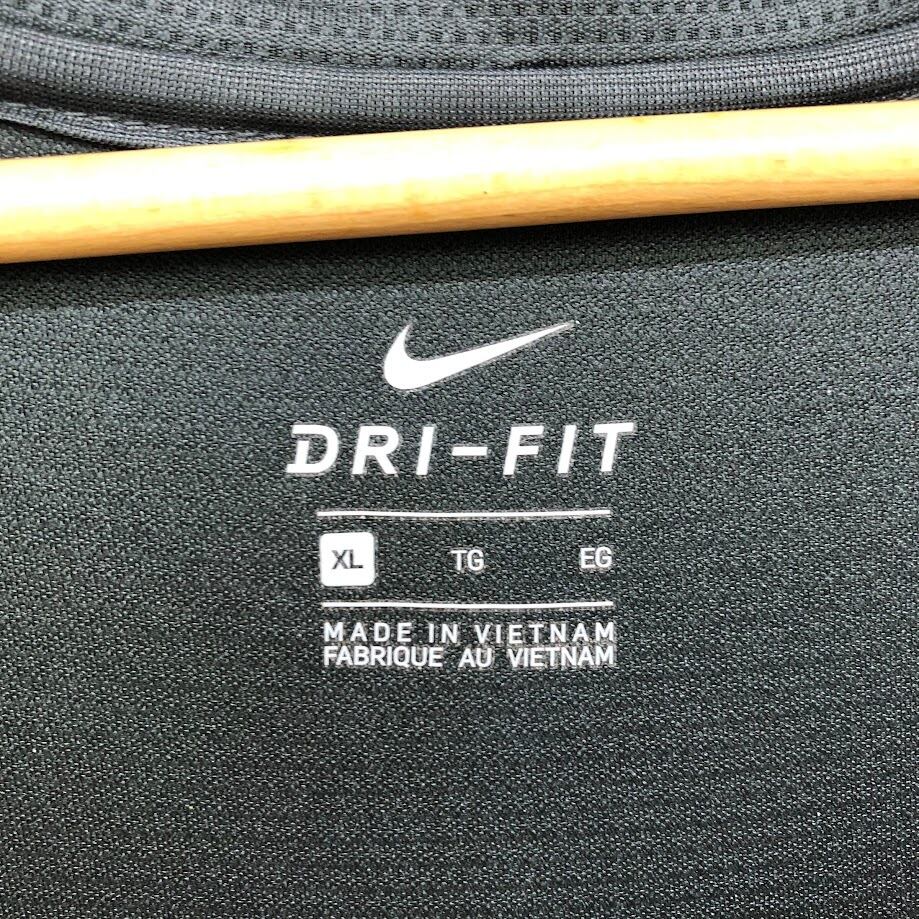 DRI-FIT
XL TG EG
MADE IN VIETNAM
FABRIQUE AU VIETNAM